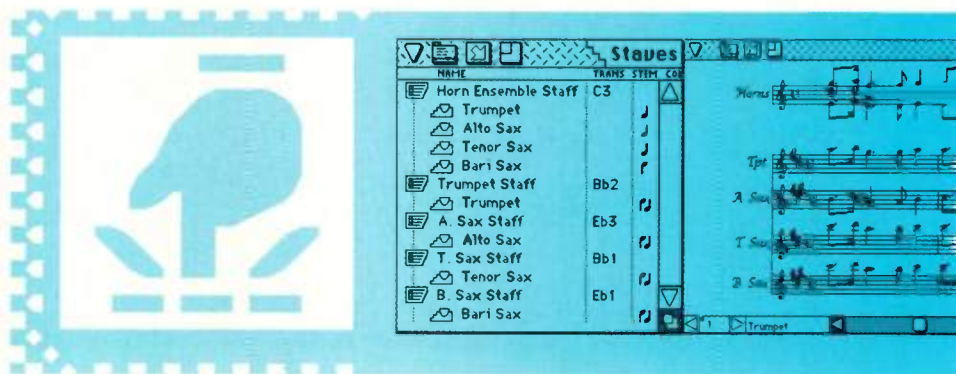 Staves
NAME TRANS STEM
Horn Ensemble Staff C3
Trumpet
Alto Sax
Tenor Sax
Bari Sax
Trumpet Staff Bb2
Trumpet
A. Sax Staff Eb3
Alto Sax
T. Sax Staff Bb1
Tenor Sax
B. Sax Staff Eb1
Bari Sax
Horns
Tpt
A Sax
T Sax
B Sax
1 Trumpet